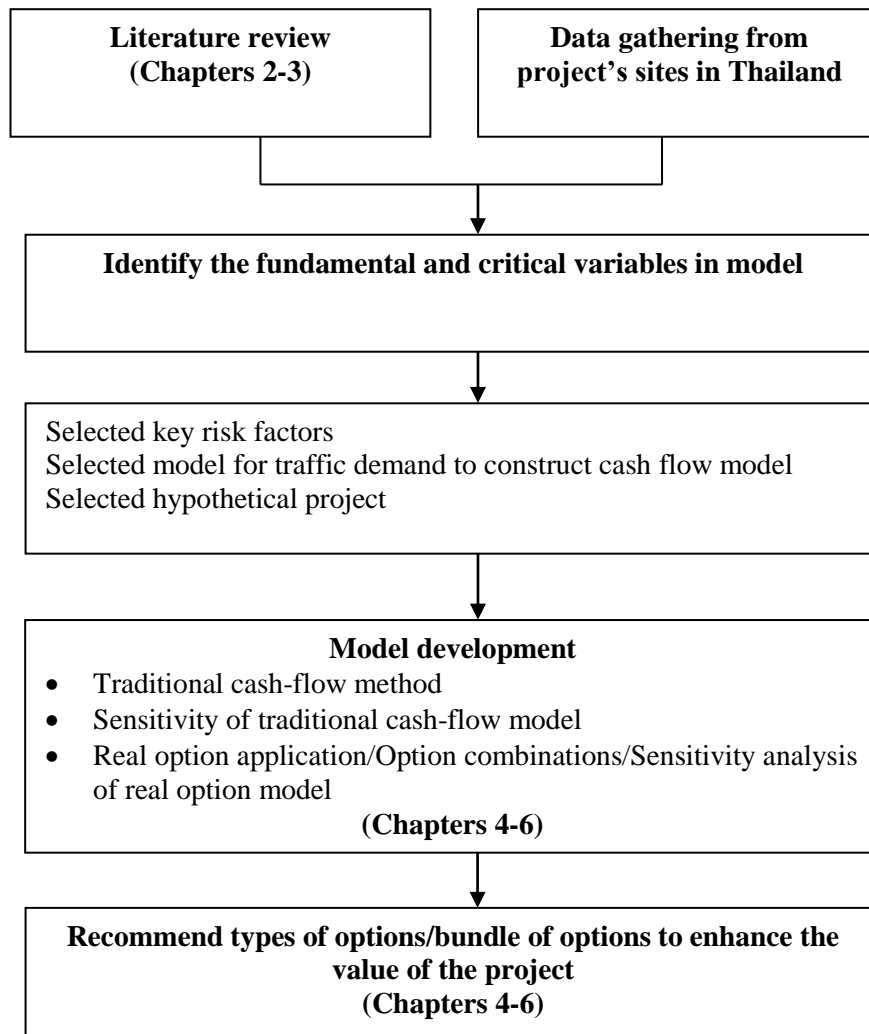 Literature review
(Chapters 2-3)
Data gathering from
project's sites in Thailand
Identify the fundamental and critical variables in model
Selected key risk factors
Selected model for traffic demand to construct cash flow model
Selected hypothetical project
Model development
• Traditional cash-flow method
• Sensitivity of traditional cash-flow model
• Real option application/Option combinations/Sensitivity analysis
of real option model
(Chapters 4-6)
Recommend types of options/bundle of options to enhance the
value of the project
(Chapters 4-6)